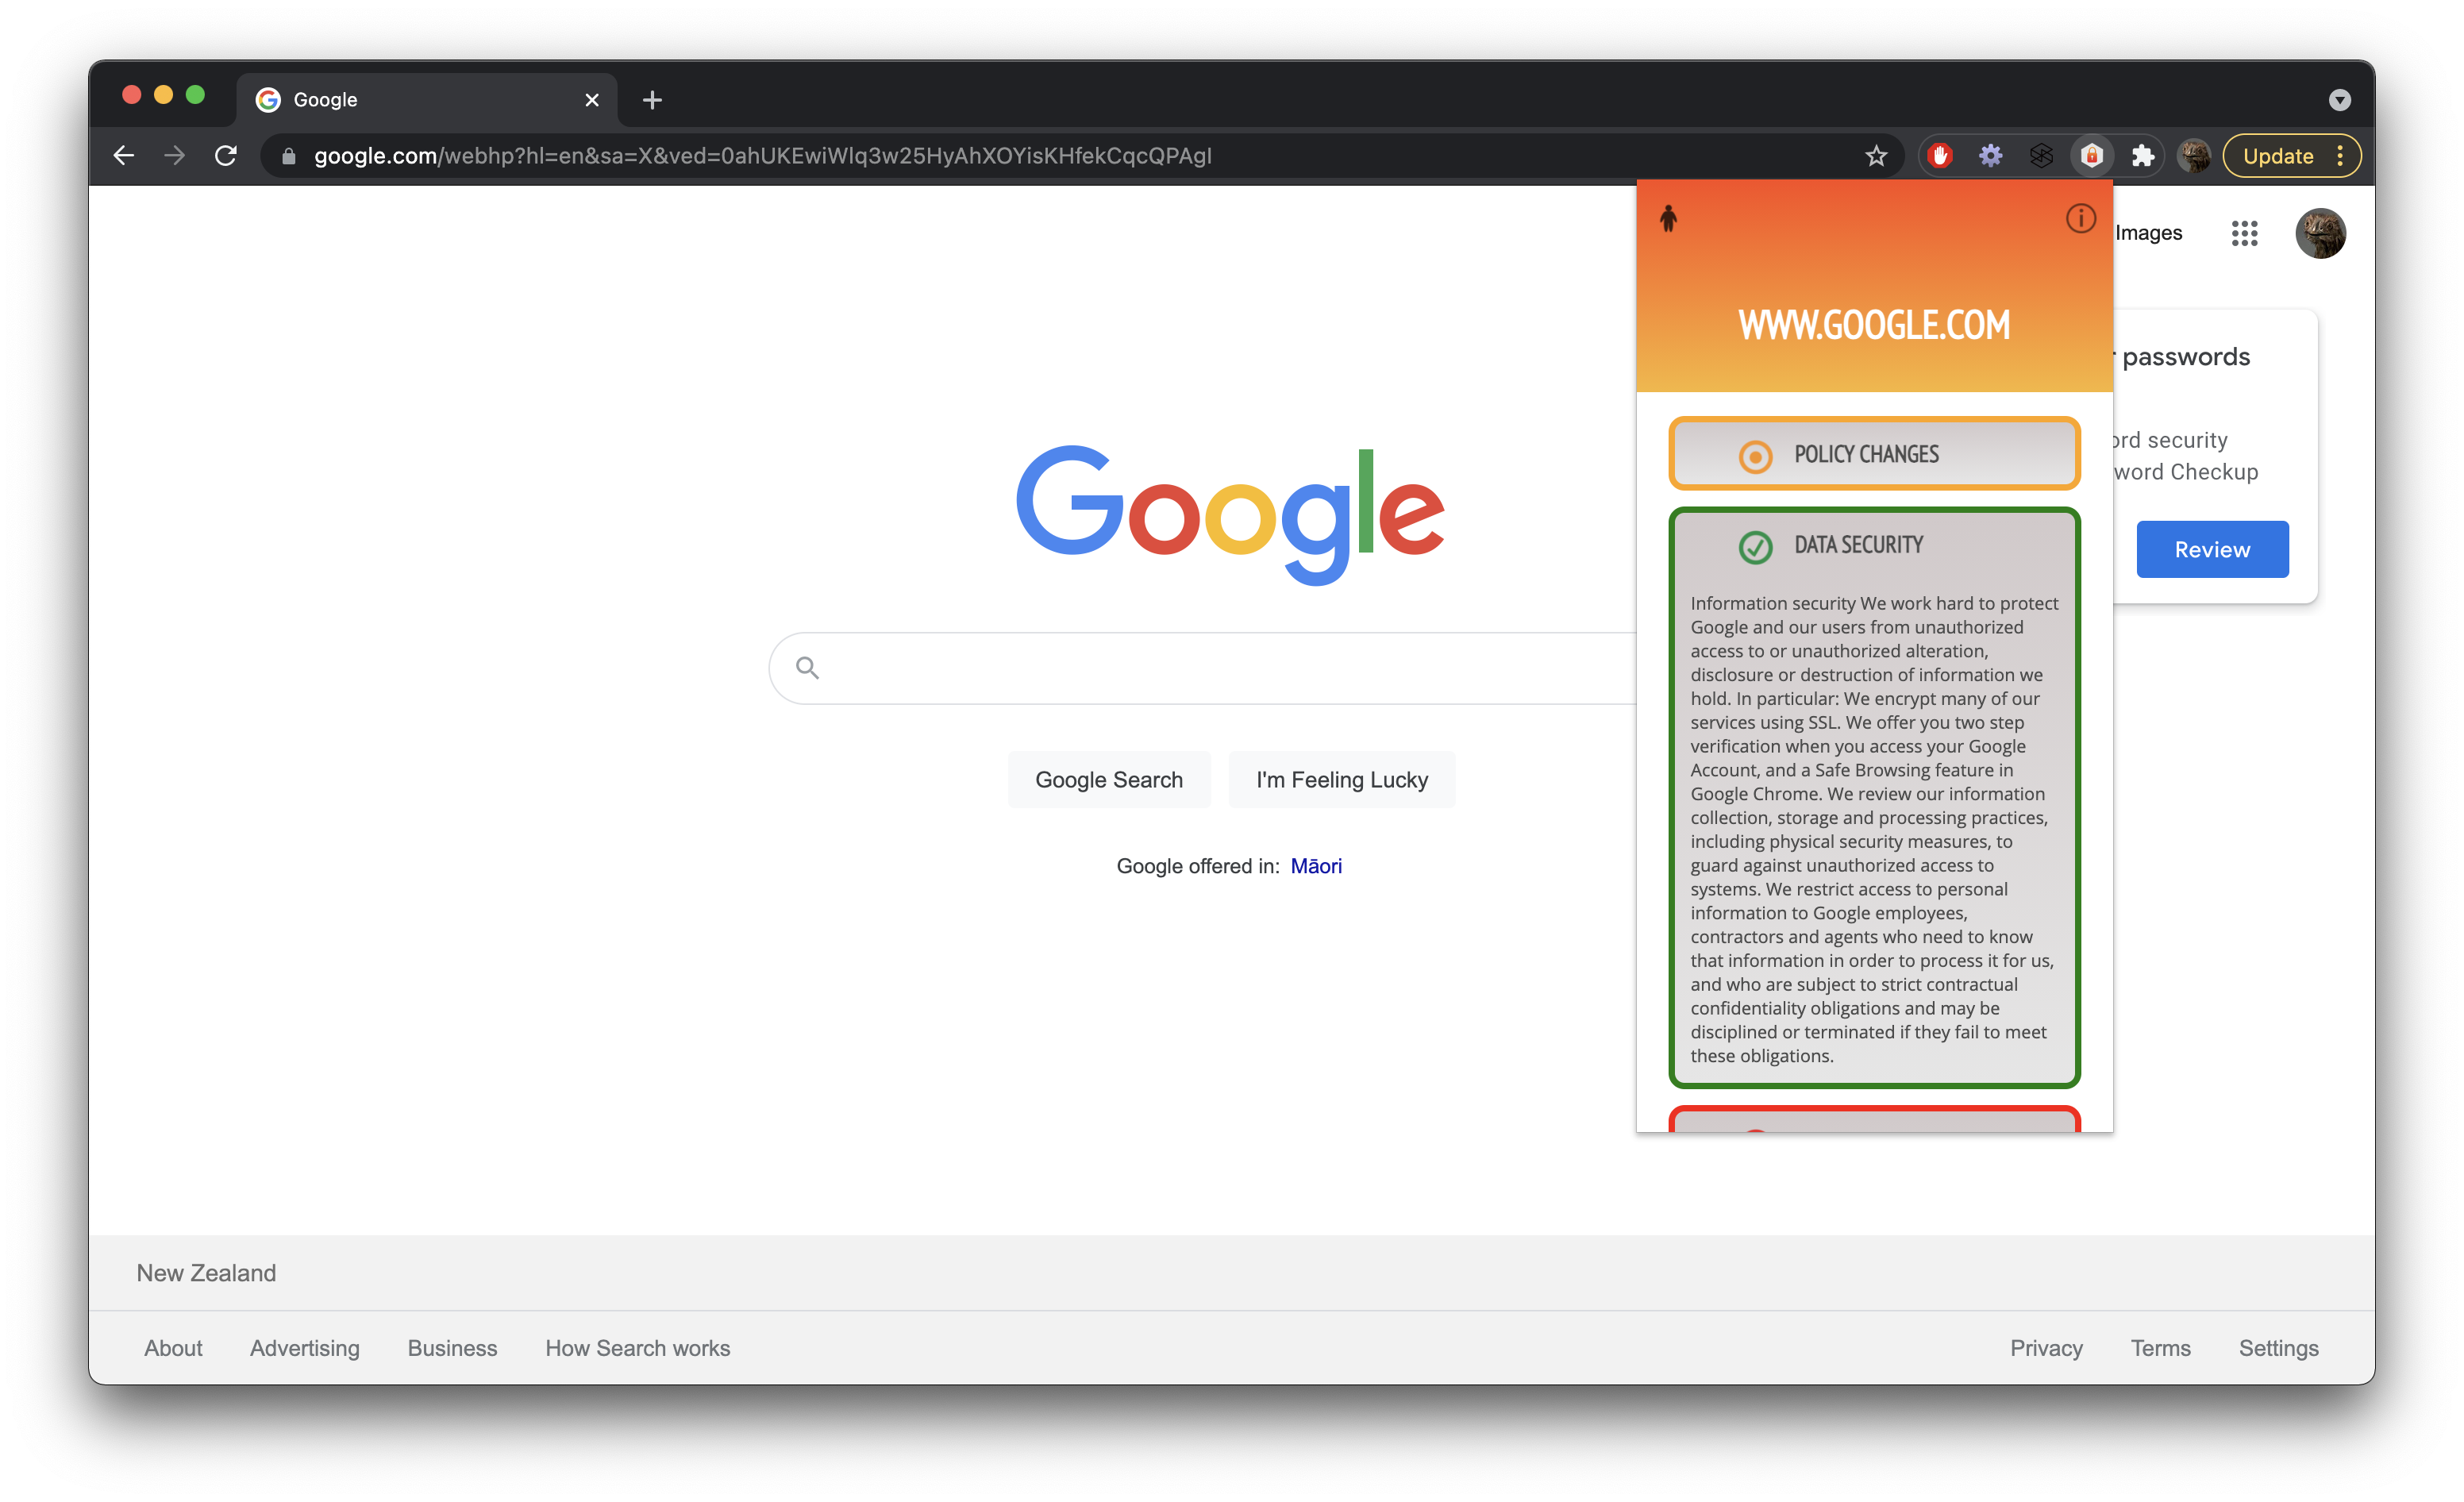 Google
google.com/webhp?hl=en&sa=X&ved=0ahUKEwiWlq3w25HyAhXOYisKHfekCqcQPAgI
Update
Images
WWW.GOOGLE.COM
passwords
security
Checkup
Review
POLICY CHANGES
DATA SECURITY
Information security We work hard to protect
Google and our users from unauthorized
access to or unauthorized alteration,
disclosure or destruction of information we
hold. In particular: We encrypt many of our
services using SSL. We offer you two step
verification when you access your Google
Account, and a Safe Browsing feature in
Google Chrome. We review our information
collection, storage and processing practices,
including physical security measures, to
guard against unauthorized access to
systems. We restrict access to personal
information to Google employees,
contractors and agents who need to know
that information in order to process it for us,
and who are subject to strict contractual
confidentiality obligations and may be
disciplined or terminated if they fail to meet
these obligations.
Google
Google Search
I'm Feeling Lucky
Google offered in: Māori
New Zealand
About
Advertising
Business
How Search works
Privacy
Terms
Settings